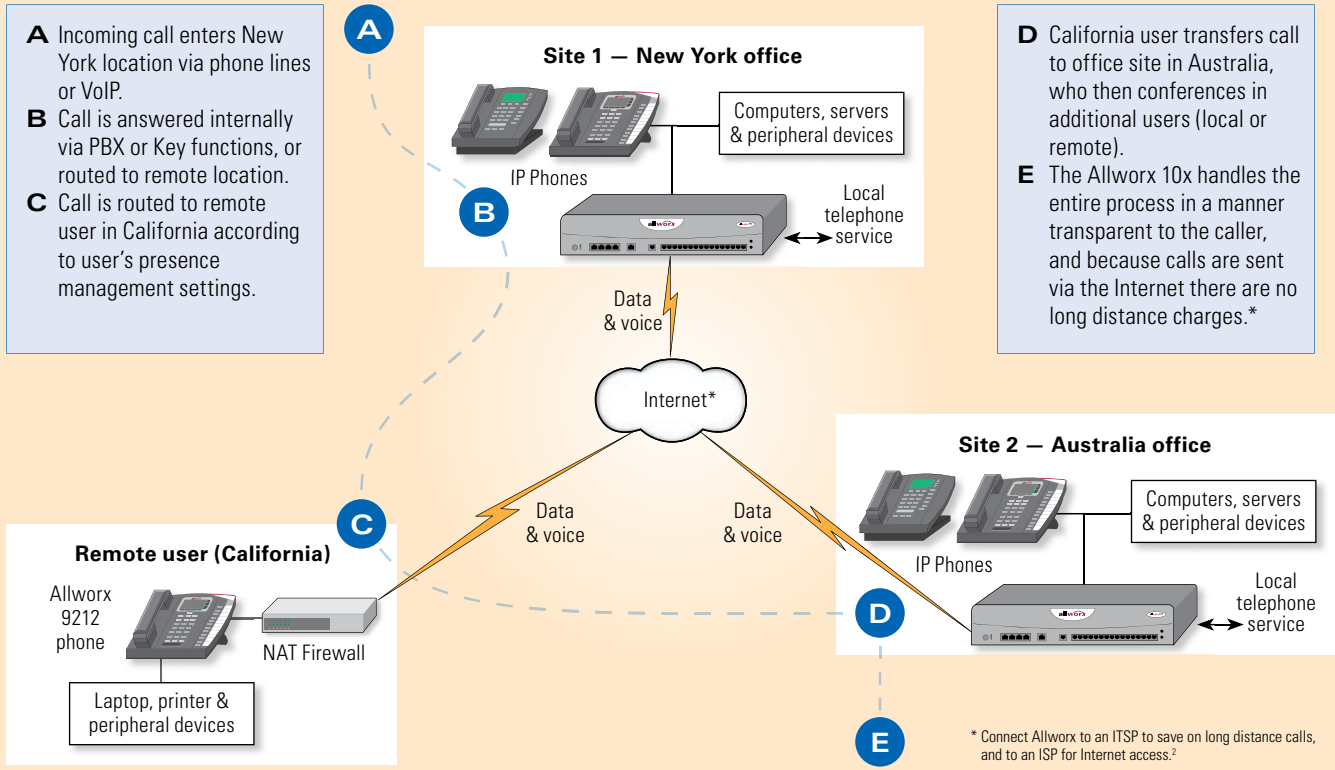 A Incoming call enters New
York location via phone lines
or VoIP.
B Call is answered internally
via PBX or Key functions, or
routed to remote location.
C Call is routed to remote
user in California according
to user's presence
management settings.
A
Site 1 — New York office
IP Phones
Computers, servers
& peripheral devices
B
allworx
Local
telephone
service
D California user transfers call
to office site in Australia,
who then conferences in
additional users (local or
remote).
E The Allworx 10x handles the
entire process in a manner
transparent to the caller,
and because calls are sent
via the Internet there are no
long distance charges.*
Data
& voice
Internet*
C
Data
& voice
Data
& voice
Remote user (California)
Allworx
9212
phone
NAT Firewall
Laptop, printer &
peripheral devices
Site 2 — Australia office
IP Phones
Computers, servers
& peripheral devices
D
allworx
Local
telephone
service
E
* Connect Allworx to an ITSP to save on long distance calls,
and to an ISP for Internet access.²